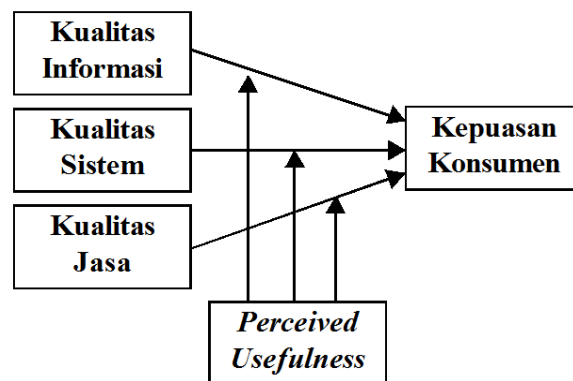 Kualitas
Informasi
Kualitas
Sistem
Kualitas
Jasa
Kepuasan
Konsumen
Perceived
Usefulness